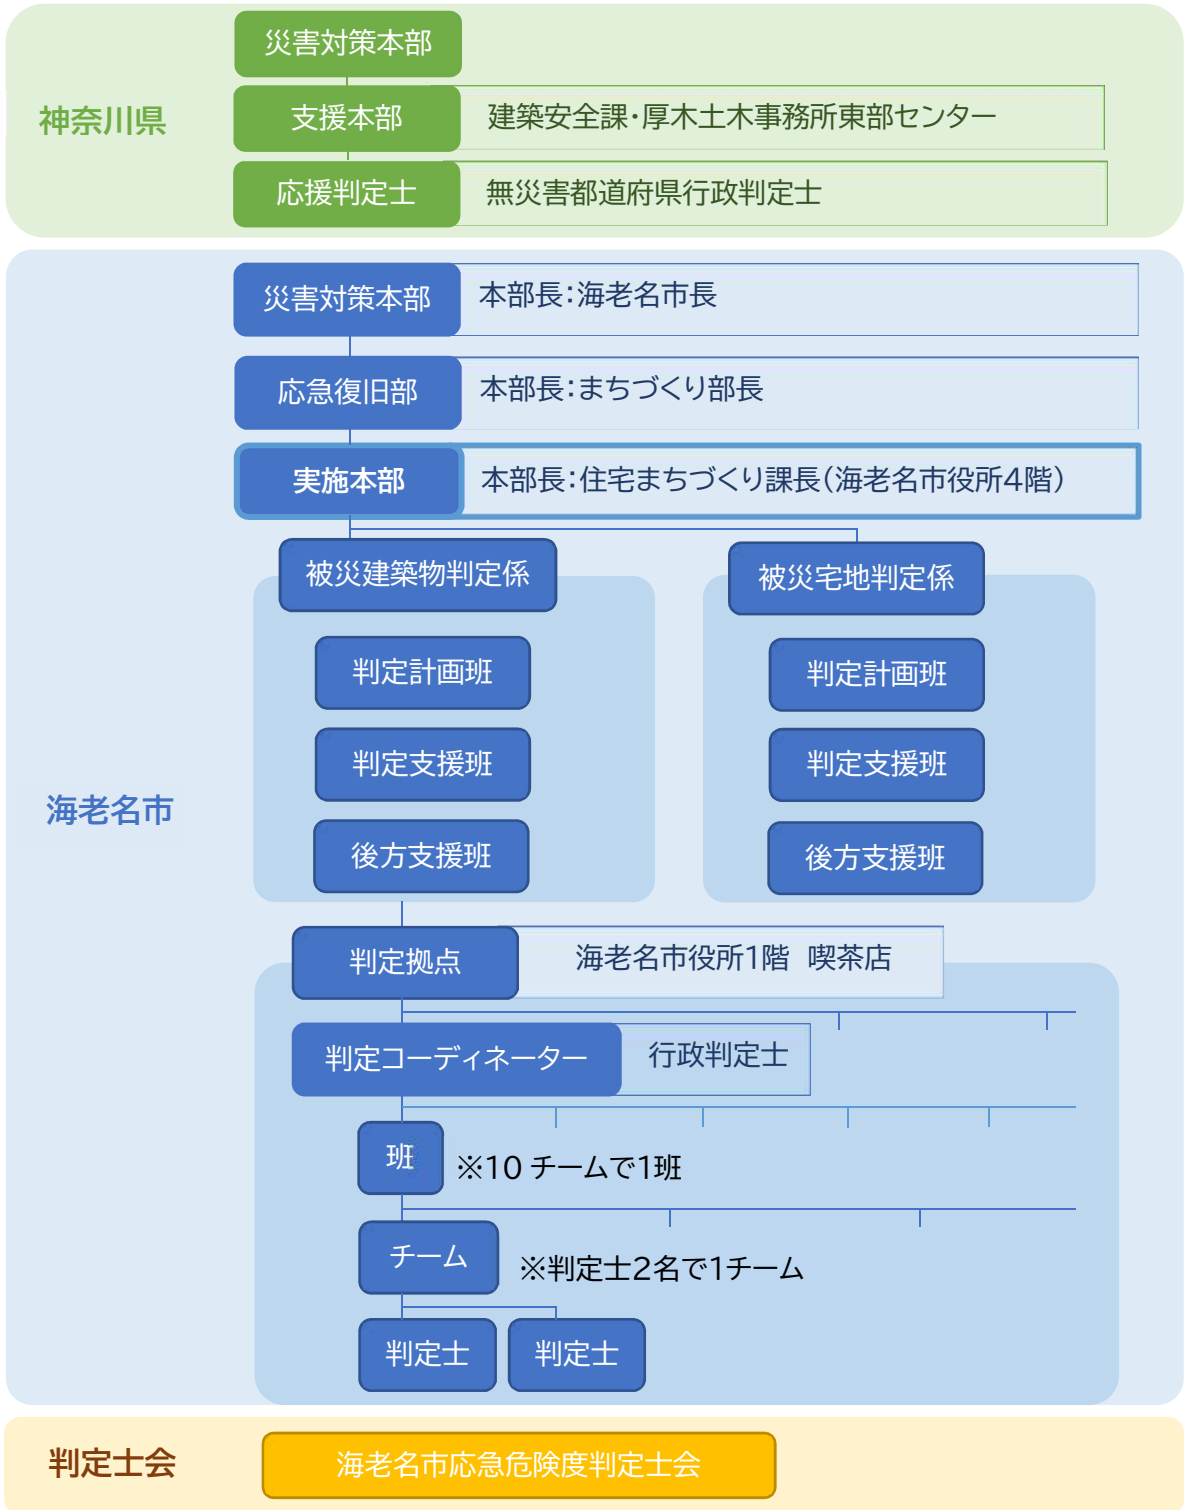 神奈川県
災害対策本部
支援本部 建築安全課・厚木土木事務所東部センター
応援判定士 無災害都道府県行政判定士
海老名市
災害対策本部 本部長：海老名市長
応急復旧部 本部長：まちづくり部長
実施本部 本部長：住宅まちづくり課長（海老名市役所4階）
被災建築物判定係
判定計画班
判定支援班
後方支援班
被災宅地判定係
判定計画班
判定支援班
後方支援班
判定拠点 海老名市役所1階 喫茶店
判定コーディネーター 行政判定士
班 ※10 チームで1班
チーム ※判定士2名で1チーム
判定士 判定士
判定士会 海老名市応急危険度判定士会